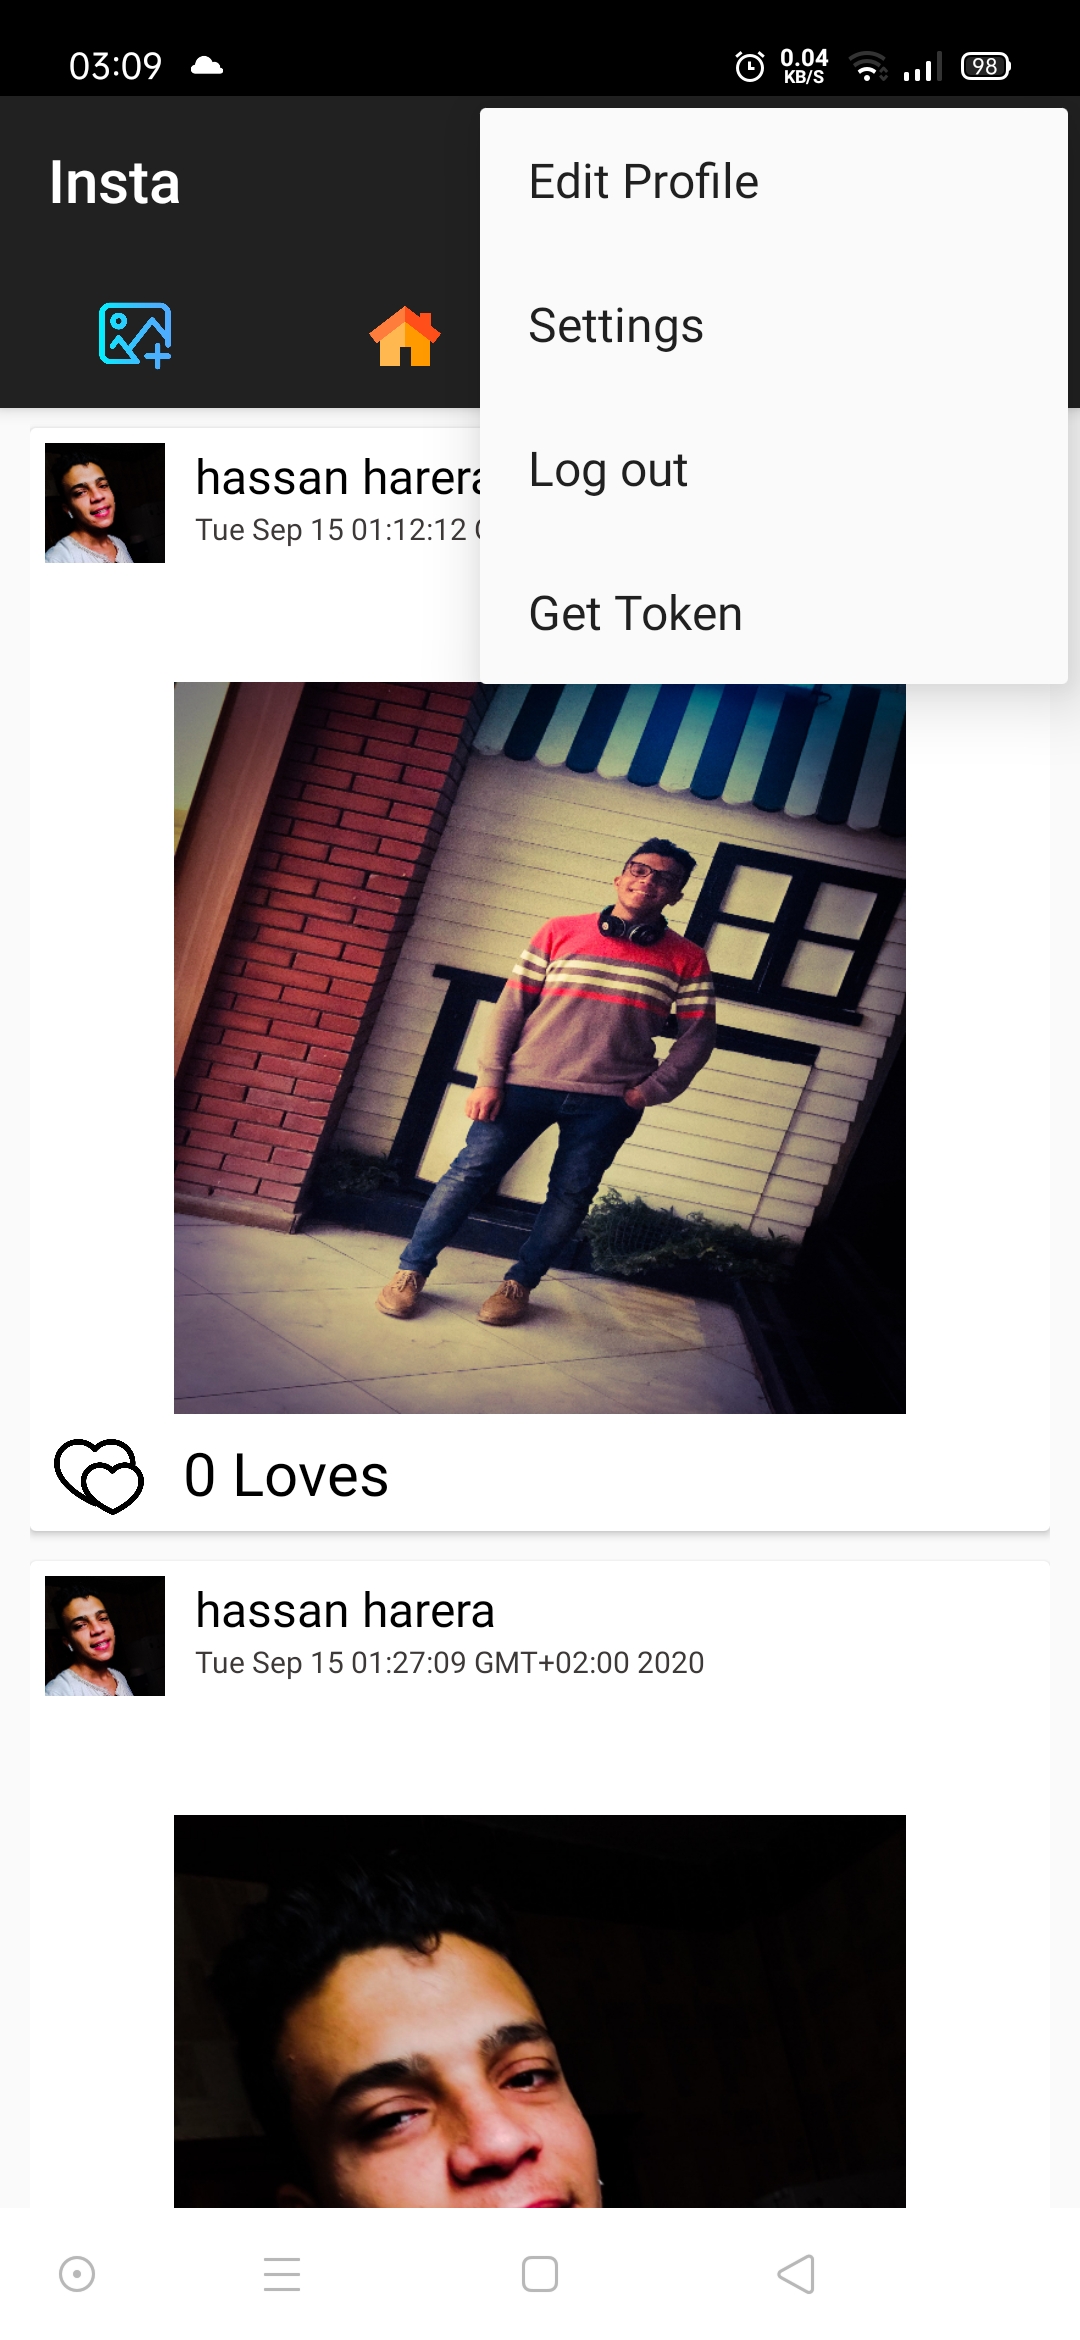 03:09
0.04
KB/S
98
Insta
Edit Profile
Settings
Log out
Get Token
hassan harera
Tue Sep 15 01:12:12
0 Loves
hassan harera
Tue Sep 15 01:27:09 GMT+02:00 2020